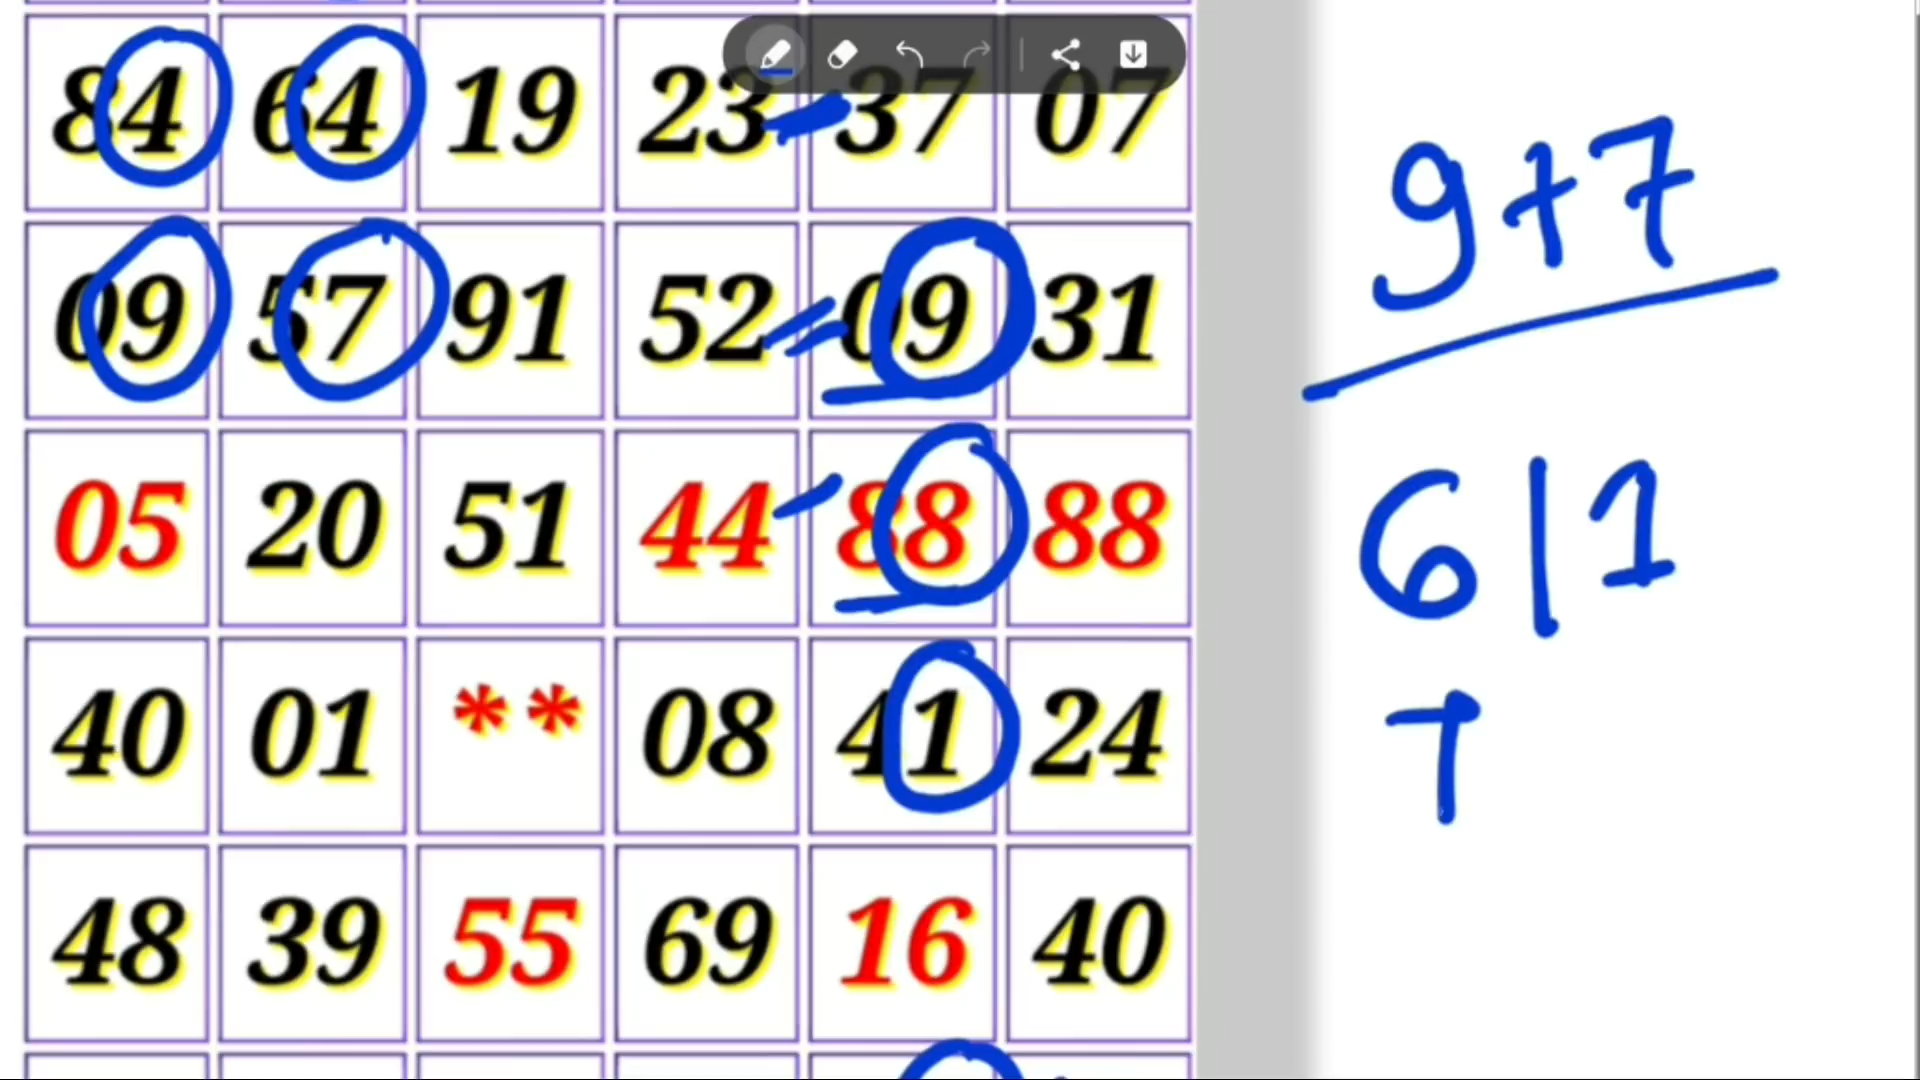 84 64 19 23 37 07
09 57 91 52 09 31
05 20 51 44 88 88
40 01 ** 08 41 24
48 39 55 69 16 40
9+7
6|1
7